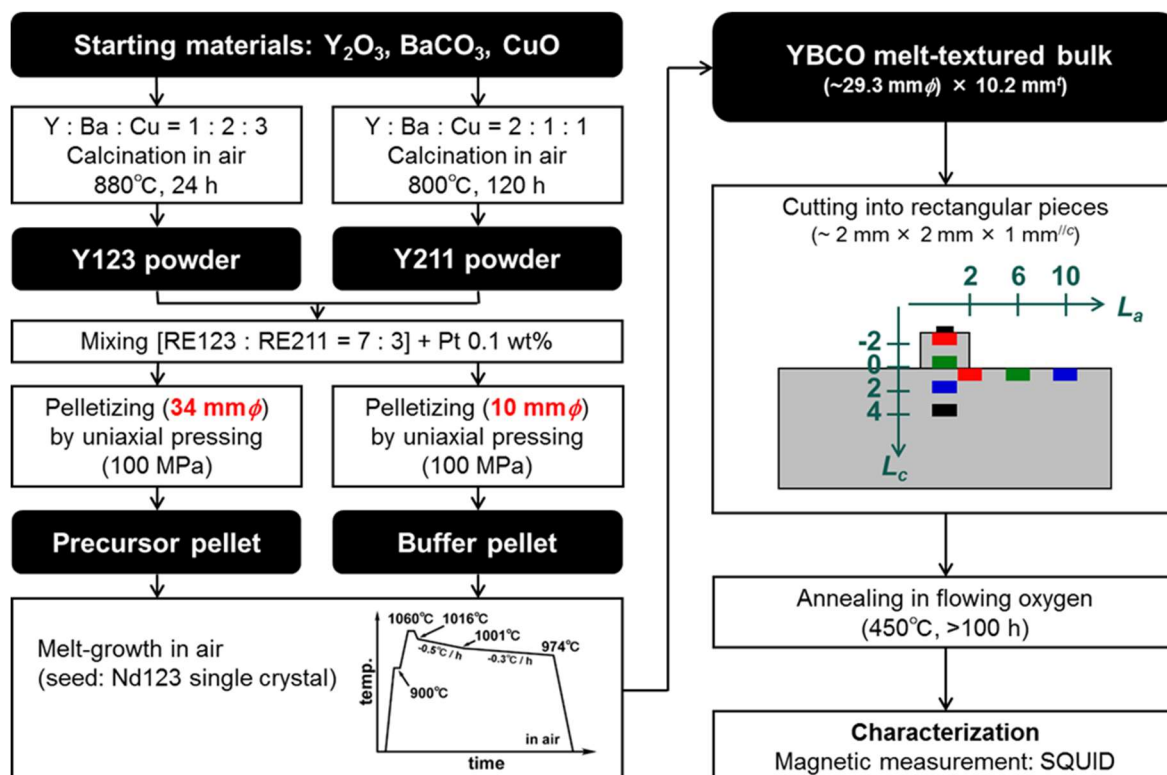 Starting materials: Y₂O₃, BaCO₃, CuO
Y : Ba : Cu = 1 : 2 : 3
Calcination in air
880℃, 24 h
Y : Ba : Cu = 2 : 1 : 1
Calcination in air
800℃, 120 h
Y123 powder
Y211 powder
Mixing [RE123 : RE211 = 7 : 3] + Pt 0.1 wt%
Pelletizing (34 mmϕ)
by uniaxial pressing
(100 MPa)
Pelletizing (10 mmϕ)
by uniaxial pressing
(100 MPa)
Precursor pellet
Buffer pellet
Melt-growth in air
(seed: Nd123 single crystal)
temp.
1060℃
1016℃
1001℃
974℃
-0.5℃ / h
-0.3℃ / h
900℃
in air
time
YBCO melt-textured bulk
(~29.3 mmϕ) × 10.2 mmᵗ)
Cutting into rectangular pieces
(~ 2 mm × 2 mm × 1 mm//c)
2 6 10
Lₐ
-2
0
2
4
L_c
Annealing in flowing oxygen
(450℃, >100 h)
Characterization
Magnetic measurement: SQUID